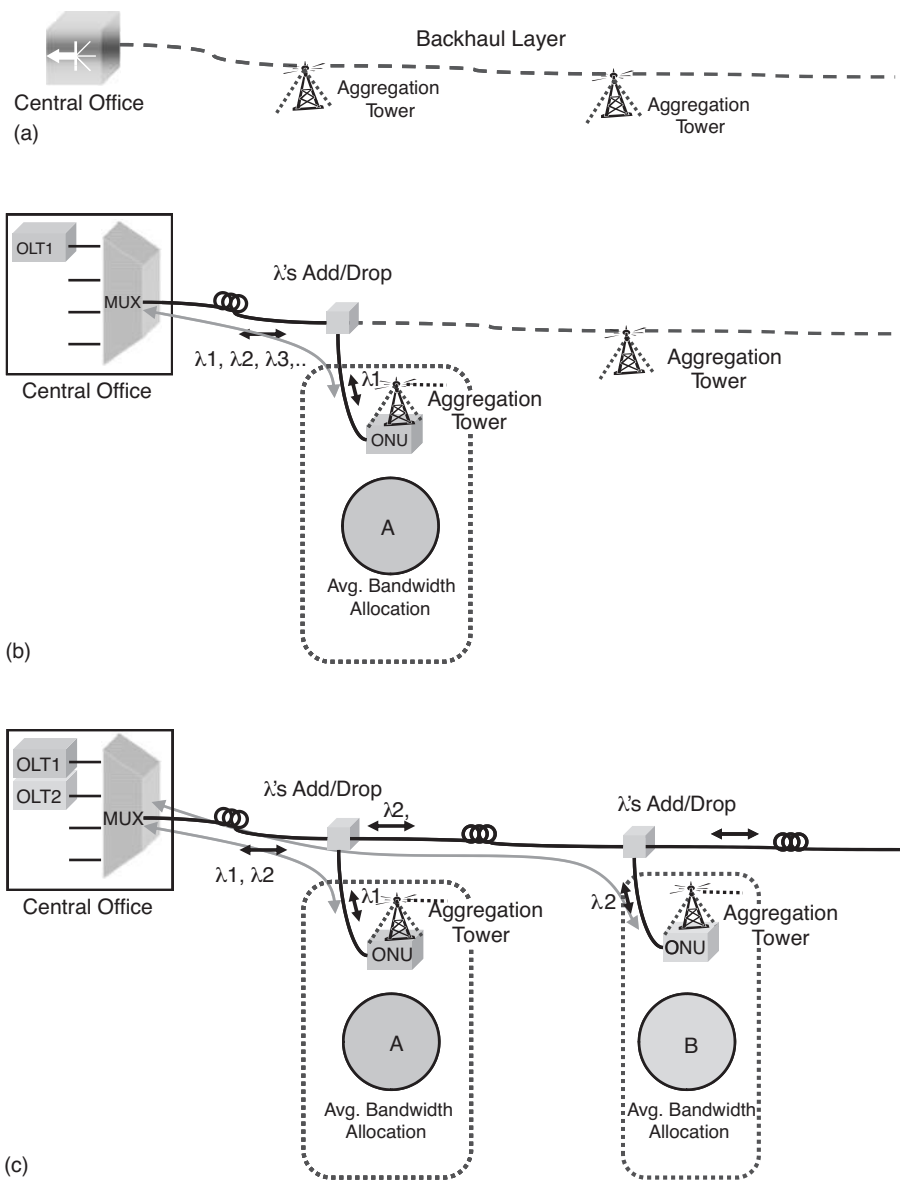 Backhaul Layer
Central Office
Aggregation
Tower
Aggregation
Tower
(a)
OLT1
MUX
λ's Add/Drop
λ1, λ2, λ3,..
Central Office
λ1
Aggregation
Tower
ONU
Aggregation
Tower
A
Avg. Bandwidth
Allocation
(b)
OLT1
OLT2
MUX
λ's Add/Drop
λ2,
λ's Add/Drop
λ1, λ2
Central Office
λ1
Aggregation
Tower
ONU
λ2
Aggregation
Tower
ONU
A
Avg. Bandwidth
Allocation
B
Avg. Bandwidth
Allocation
(c)